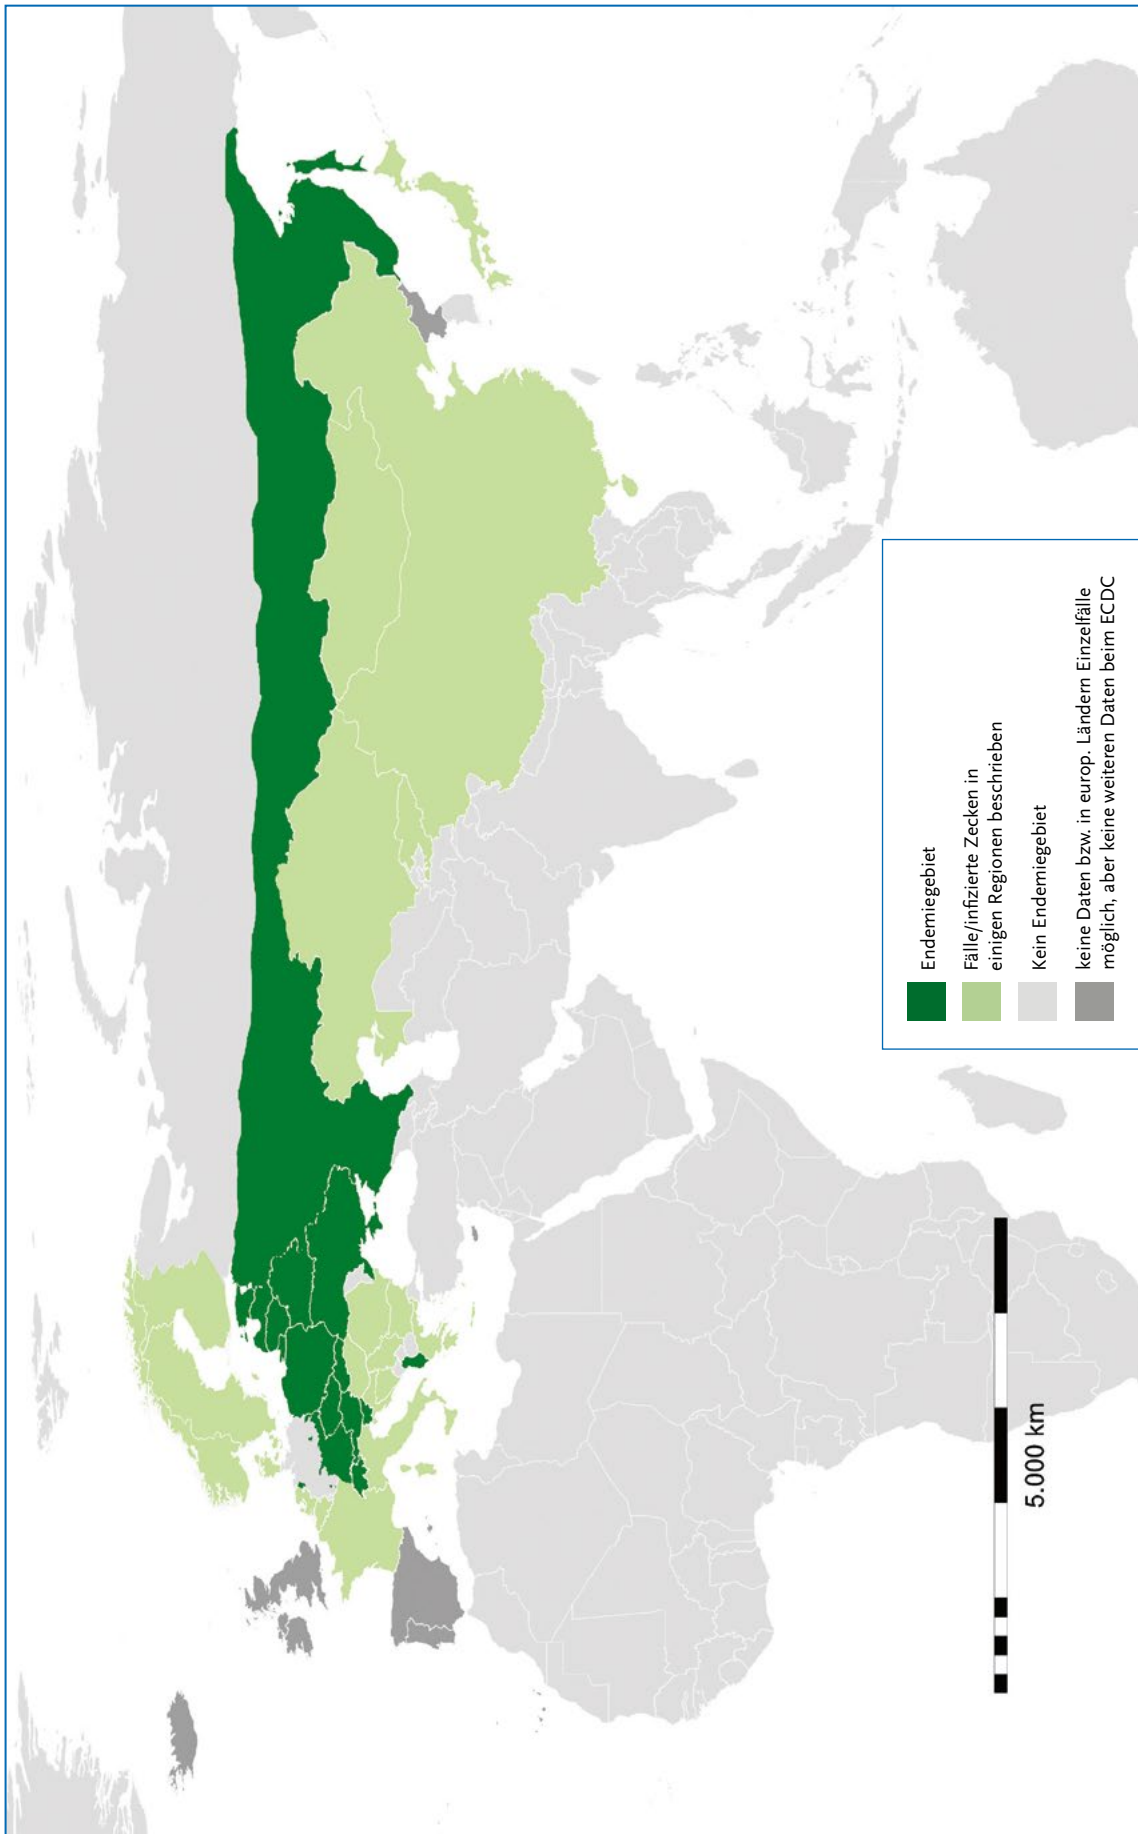 Endemiegebiet
Fälle/infizierte Zecken in
einigen Regionen beschrieben
Kein Endemiegebiet
keine Daten bzw. in europ. Ländern Einzelfälle
möglich, aber keine weiteren Daten beim ECDC
5.000 km